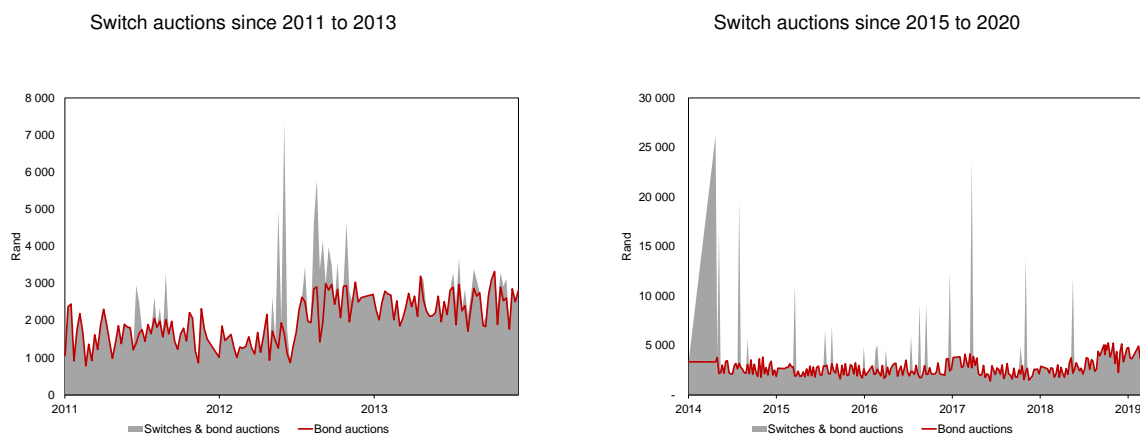 Switch auctions since 2011 to 2013
8 000
7 000
6 000
5 000
4 000
3 000
2 000
1 000
0
Rand
2011 2012 2013
Switches & bond auctions Bond auctions
Switch auctions since 2015 to 2020
30 000
25 000
20 000
15 000
10 000
5 000
-
Rand
2014 2015 2016 2017 2018 2019
Switches & bond auctions Bond auctions